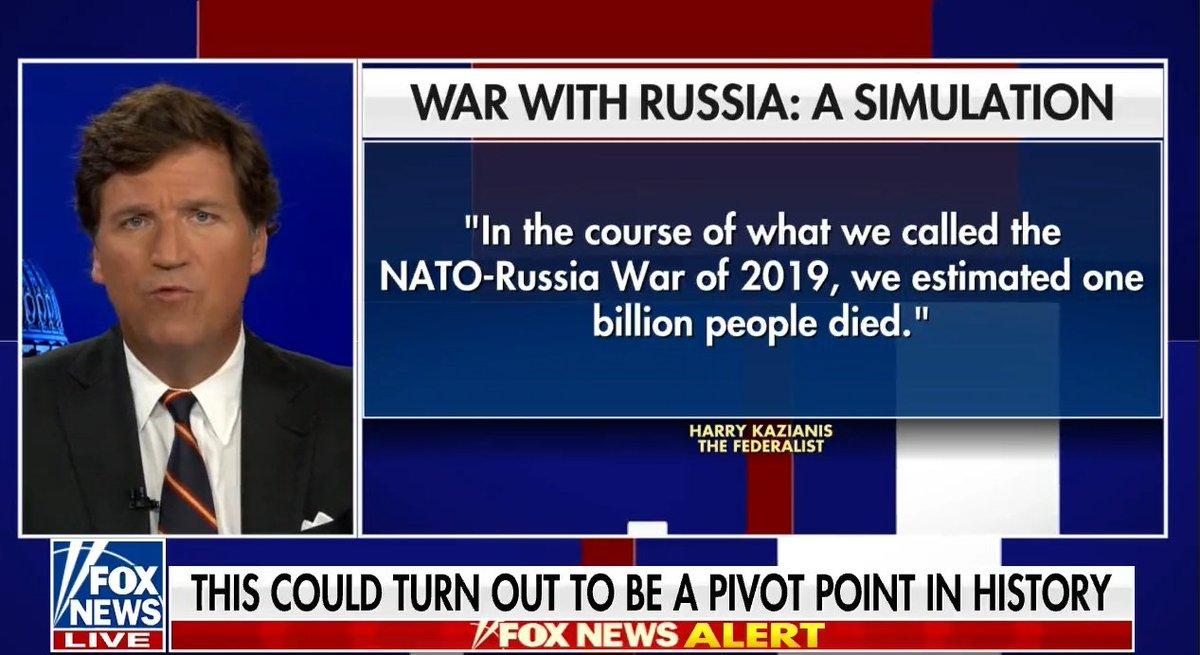 WAR WITH RUSSIA: A SIMULATION
"In the course of what we called the
NATO-Russia War of 2019, we estimated one
billion people died."
HARRY KAZIANIS
THE FEDERALIST
FOX
NEWS
LIVE
THIS COULD TURN OUT TO BE A PIVOT POINT IN HISTORY
FOX NEWS ALERT